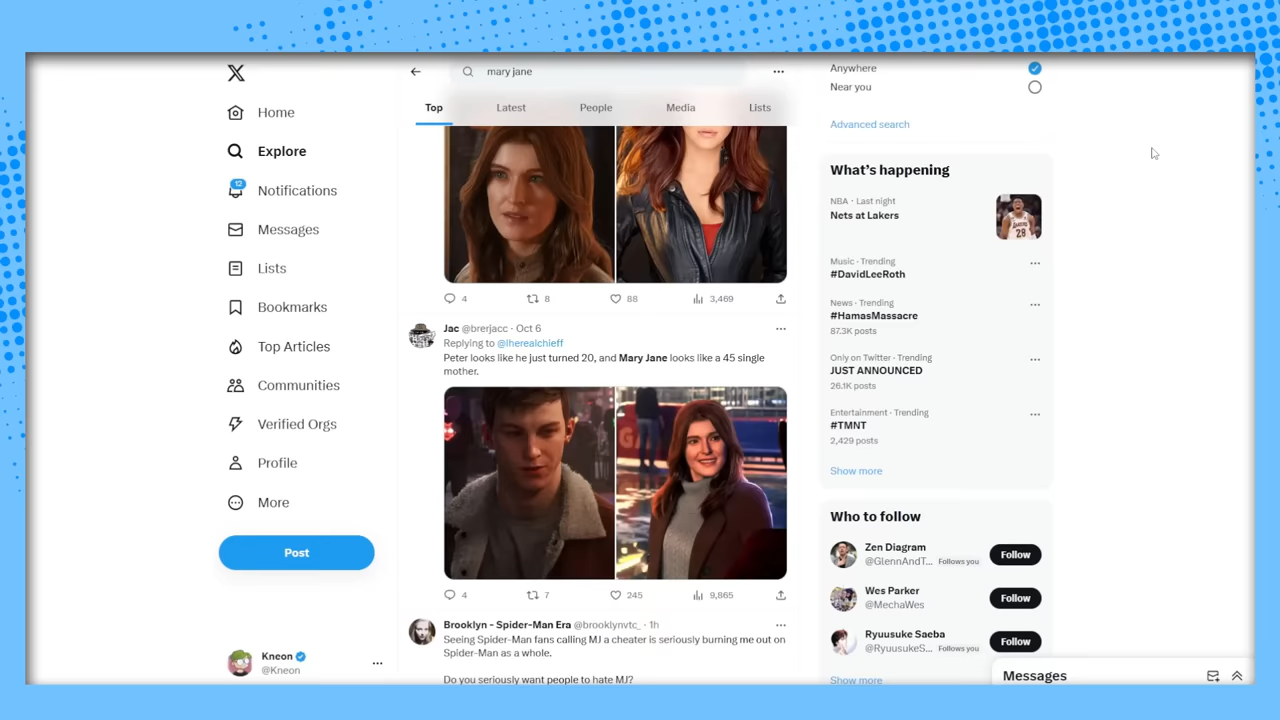 mary jane
Top
Latest
People
Media
Lists
Home
Explore
12
Notifications
Messages
Lists
Bookmarks
Top Articles
Communities
Verified Orgs
Profile
More
Post
Kneon
@Kneon
4
8
88
3,469
Jac @brerjacc · Oct 6
Replying to @lherealchieff
Peter looks like he just turned 20, and Mary Jane looks like a 45 single
mother.
4
7
245
9,865
Brooklyn - Spider-Man Era @brooklynvtc_ · 1h
Seeing Spider-Man fans calling MJ a cheater is seriously burning me out on
Spider-Man as a whole.
Do you seriously want people to hate MJ?
Anywhere
Near you
Advanced search
What's happening
NBA · Last night
Nets at Lakers
28
Music · Trending
#DavidLeeRoth
News · Trending
#HamasMassacre
87.3K posts
Only on Twitter · Trending
JUST ANNOUNCED
26.1K posts
Entertainment · Trending
#TMNT
2,429 posts
Show more
Who to follow
Zen Diagram
@GlennAndT... Follows you
Follow
Wes Parker
@MechaWes
Follow
Ryuusuke Saeba
@RyuusukeS... Follows you
Follow
Show more
Messages